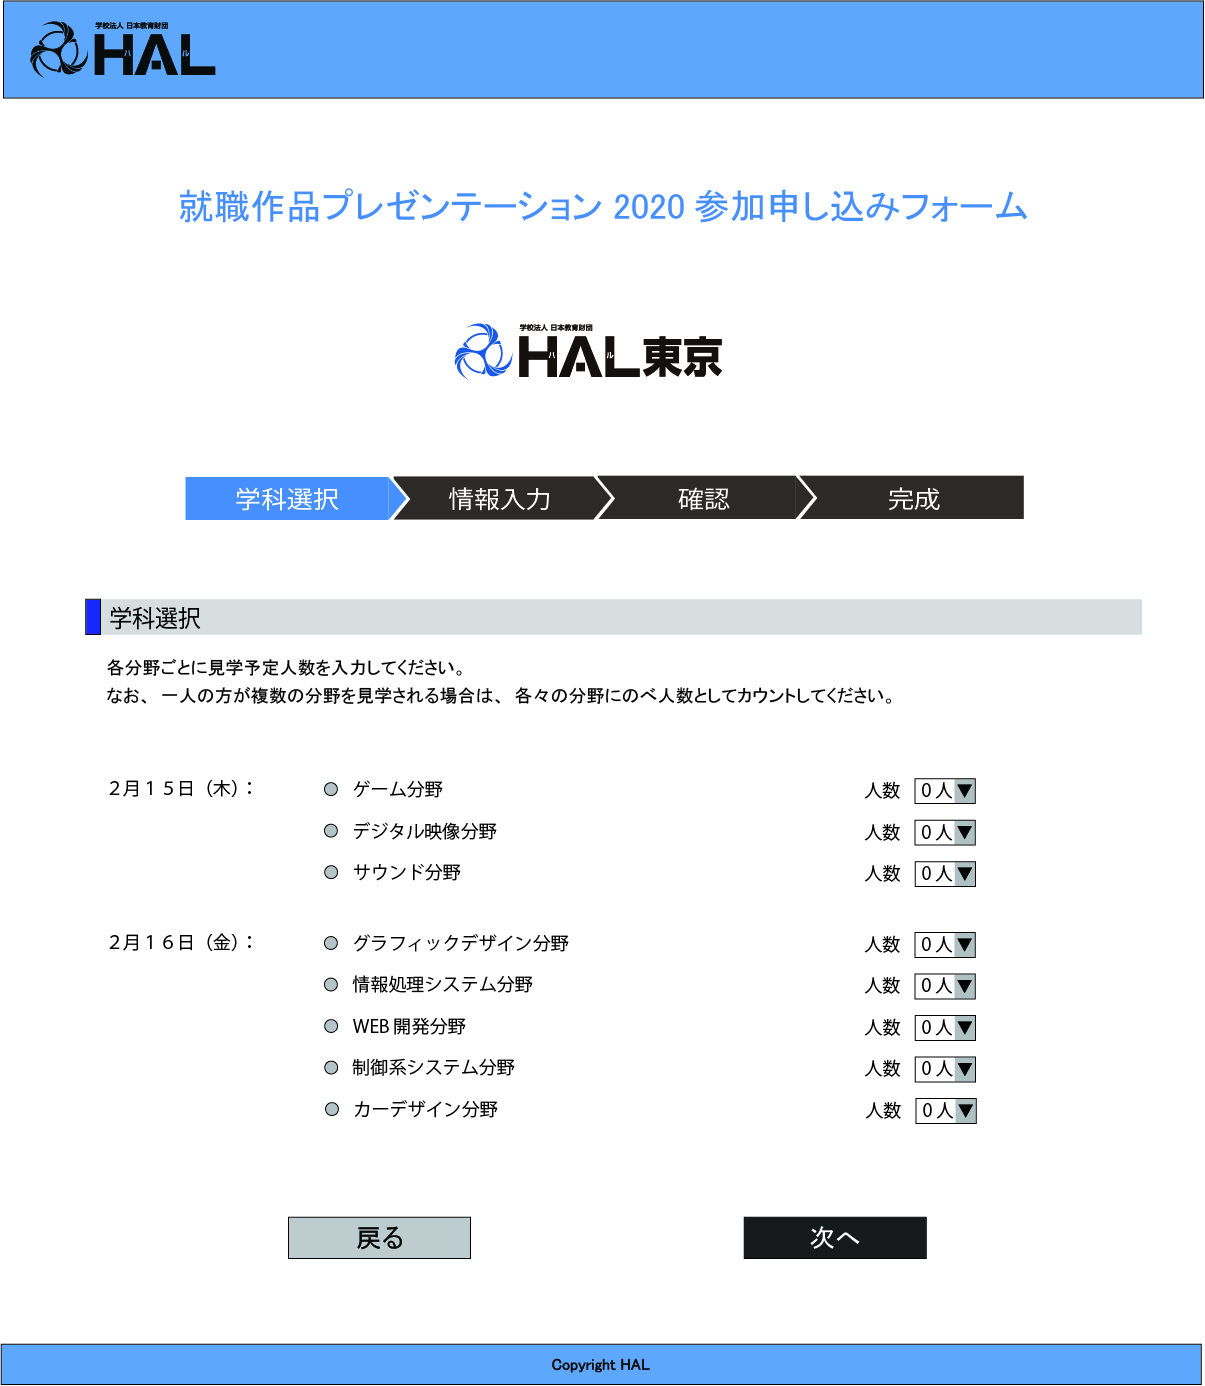 学校法人 日本教育財団
HAL
ハ ル
就職作品プレゼンテーション 2020 参加申し込みフォーム
学校法人 日本教育財団
HAL東京
ハ ル
学科選択 情報入力 確認 完成
学科選択
各分野ごとに見学予定人数を入力してください。
なお、一人の方が複数の分野を見学される場合は、各々の分野にのべ人数としてカウントしてください。
２月１５日（木）： ゲーム分野 人数 0人▼
デジタル映像分野 人数 0人▼
サウンド分野 人数 0人▼
２月１６日（金）： グラフィックデザイン分野 人数 0人▼
情報処理システム分野 人数 0人▼
WEB開発分野 人数 0人▼
制御系システム分野 人数 0人▼
カーデザイン分野 人数 0人▼
戻る 次へ
Copyright HAL